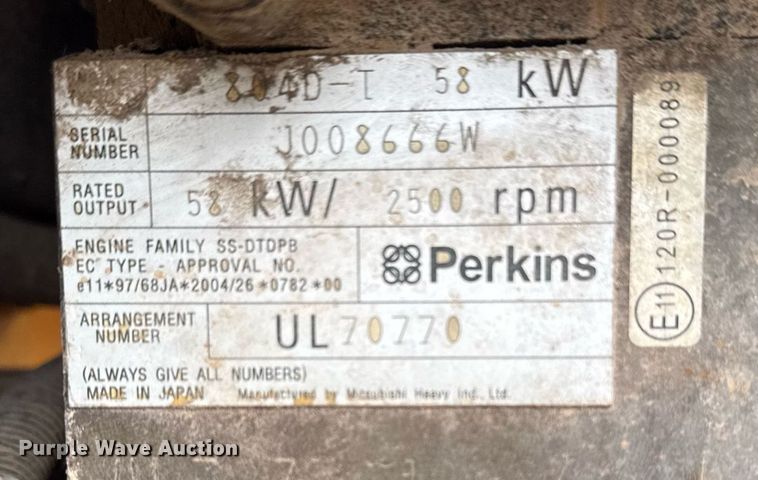 804D-T 58 kW
SERIAL NUMBER J008666W
RATED OUTPUT 58 kW/ 2500 rpm
ENGINE FAMILY SS-DTDPB
EC TYPE - APPROVAL NO.
e11*97/68JA*2004/26*0782*00
Perkins
ARRANGEMENT NUMBER UL70770
(ALWAYS GIVE ALL NUMBERS)
MADE IN JAPAN Manufactured by Mitsubishi Heavy Ind., Ltd.
E11 120R-000089
Purple Wave Auction